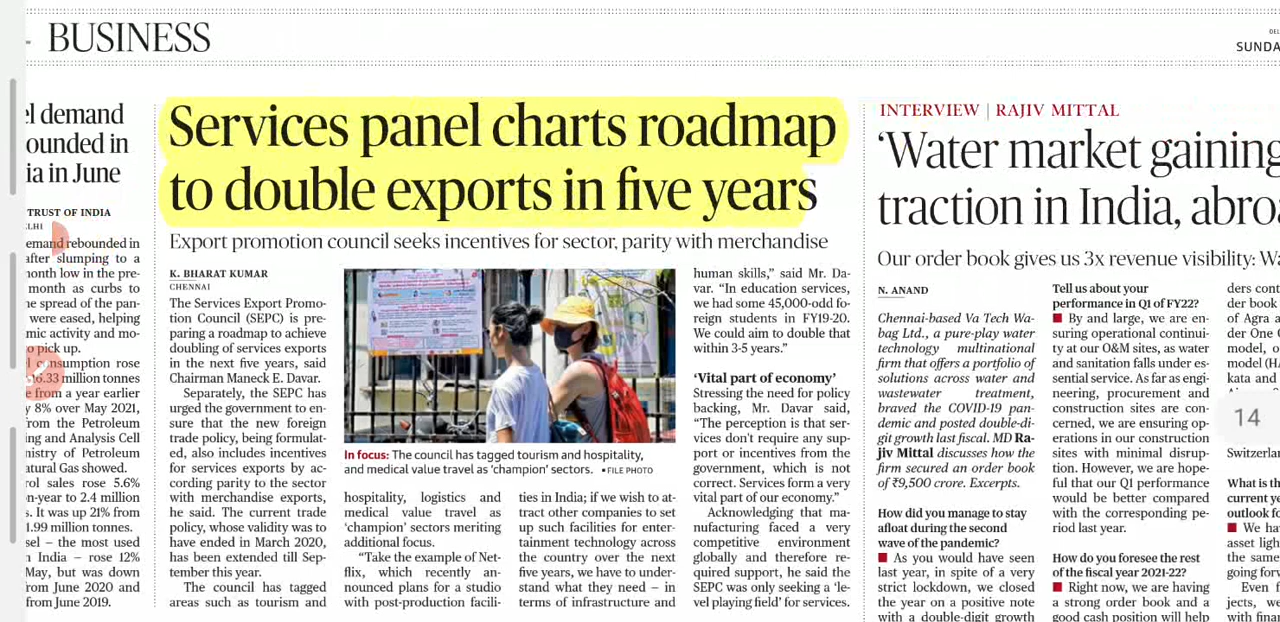 BUSINESS
SUNDA
el demand
ounded in
ia in June
TRUST OF INDIA
LHI
emand rebounded in
after slumping to a
month low in the pre-
month as curbs to
he spread of the pan-
were eased, helping
mic activity and mo-
o pick up.
l consumption rose
16.33 million tonnes
e from a year earlier
y 8% over May 2021,
rom the Petroleum
ing and Analysis Cell
nistry of Petroleum
atural Gas showed.
rol sales rose 5.6%
on-year to 2.4 million
s. It was up 21% from
1.99 million tonnes.
sel – the most used
n India – rose 12%
May, but was down
rom June 2020 and
from June 2019.
Services panel charts roadmap
to double exports in five years
Export promotion council seeks incentives for sector, parity with merchandise
K. BHARAT KUMAR
CHENNAI
The Services Export Promo-
tion Council (SEPC) is pre-
paring a roadmap to achieve
doubling of services exports
in the next five years, said
Chairman Maneck E. Davar.
Separately, the SEPC has
urged the government to en-
sure that the new foreign
trade policy, being formulat-
ed, also includes incentives
for services exports by ac-
cording parity to the sector
with merchandise exports,
he said. The current trade
policy, whose validity was to
have ended in March 2020,
has been extended till Sep-
tember this year.
The council has tagged
areas such as tourism and
In focus: The council has tagged tourism and hospitality,
and medical value travel as ‘champion’ sectors. •FILE PHOTO
hospitality, logistics and
medical value travel as
‘champion’ sectors meriting
additional focus.
“Take the example of Net-
flix, which recently an-
nounced plans for a studio
with post-production facili-
ties in India; if we wish to at-
tract other companies to set
up such facilities for enter-
tainment technology across
the country over the next
five years, we have to under-
stand what they need – in
terms of infrastructure and
human skills,” said Mr. Da-
var. “In education services,
we had some 45,000-odd fo-
reign students in FY19-20.
We could aim to double that
within 3-5 years.”
‘Vital part of economy’
Stressing the need for policy
backing, Mr. Davar said,
“The perception is that ser-
vices don't require any sup-
port or incentives from the
government, which is not
correct. Services form a very
vital part of our economy.”
Acknowledging that ma-
nufacturing faced a very
competitive environment
globally and therefore re-
quired support, he said the
SEPC was only seeking a ‘le-
vel playing field’ for services.
INTERVIEW | RAJIV MITTAL
‘Water market gaining
traction in India, abro
Our order book gives us 3x revenue visibility: Wa
N. ANAND
Chennai-based Va Tech Wa-
bag Ltd., a pure-play water
technology multinational
firm that offers a portfolio of
solutions across water and
wastewater treatment,
braved the COVID-19 pan-
demic and posted double-di-
git growth last fiscal. MD Ra-
jiv Mittal discusses how the
firm secured an order book
of ₹9,500 crore. Excerpts.
How did you manage to stay
afloat during the second
wave of the pandemic?
■ As you would have seen
last year, in spite of a very
strict lockdown, we closed
the year on a positive note
with a double-digit growth
Tell us about your
performance in Q1 of FY22?
■ By and large, we are en-
suring operational continui-
ty at our O&M sites, as water
and sanitation falls under es-
sential service. As far as engi-
neering, procurement and
construction sites are con-
cerned, we are ensuring op-
erations in our construction
sites with minimal disrup-
tion. However, we are hope-
ful that our Q1 performance
would be better compared
with the corresponding pe-
riod last year.
How do you foresee the rest
of the fiscal year 2021-22?
■ Right now, we are having
a strong order book and a
good cash position will help
ders cont
der book
of Agra a
der One
model, o
model (HA
kata and
14
Switzerlan
What is th
current ye
outlook fo
■ We ha
asset ligh
the same
going forw
Even f
jects, we
with finan